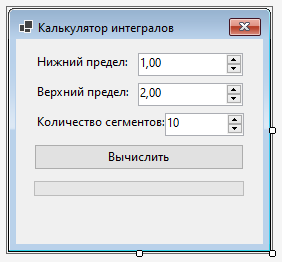 Калькулятор интегралов
Нижний предел: 1,00
Верхний предел: 2,00
Количество сегментов: 10
Вычислить